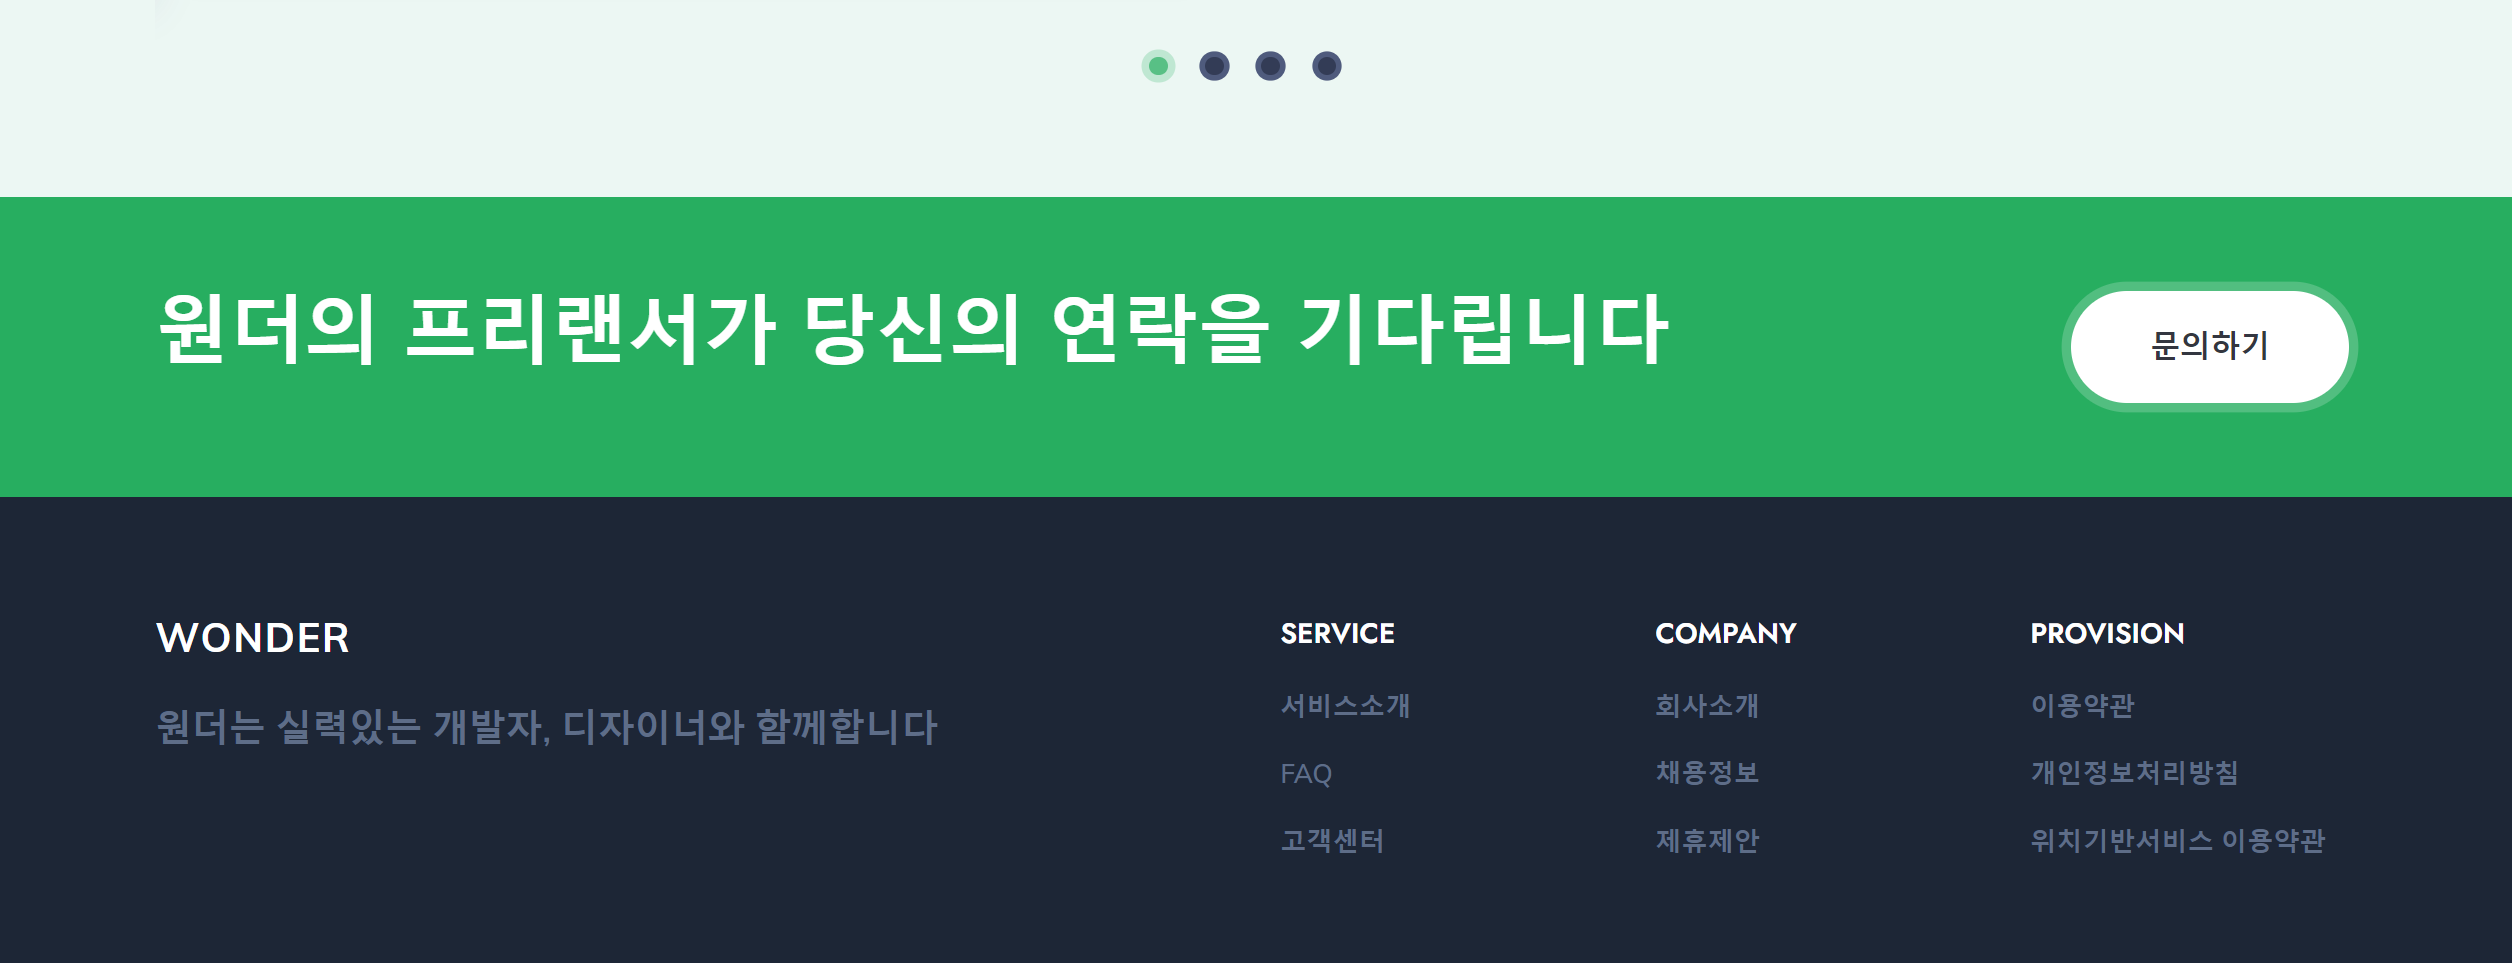 원더의 프리랜서가 당신의 연락을 기다립니다
문의하기
WONDER
원더는 실력있는 개발자, 디자이너와 함께합니다
SERVICE
서비스소개
FAQ
고객센터
COMPANY
회사소개
채용정보
제휴제안
PROVISION
이용약관
개인정보처리방침
위치기반서비스 이용약관